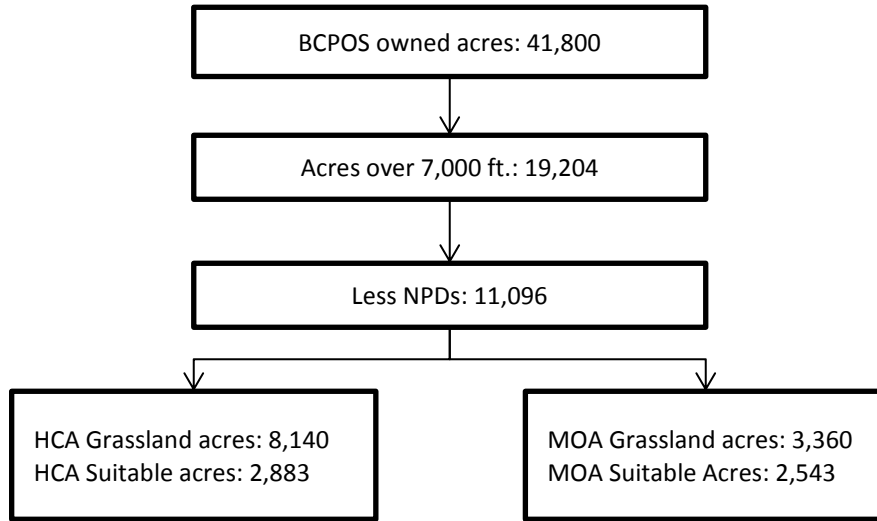 BCPOS owned acres: 41,800
Acres over 7,000 ft.: 19,204
Less NPDs: 11,096
HCA Grassland acres: 8,140
HCA Suitable acres: 2,883
MOA Grassland acres: 3,360
MOA Suitable Acres: 2,543